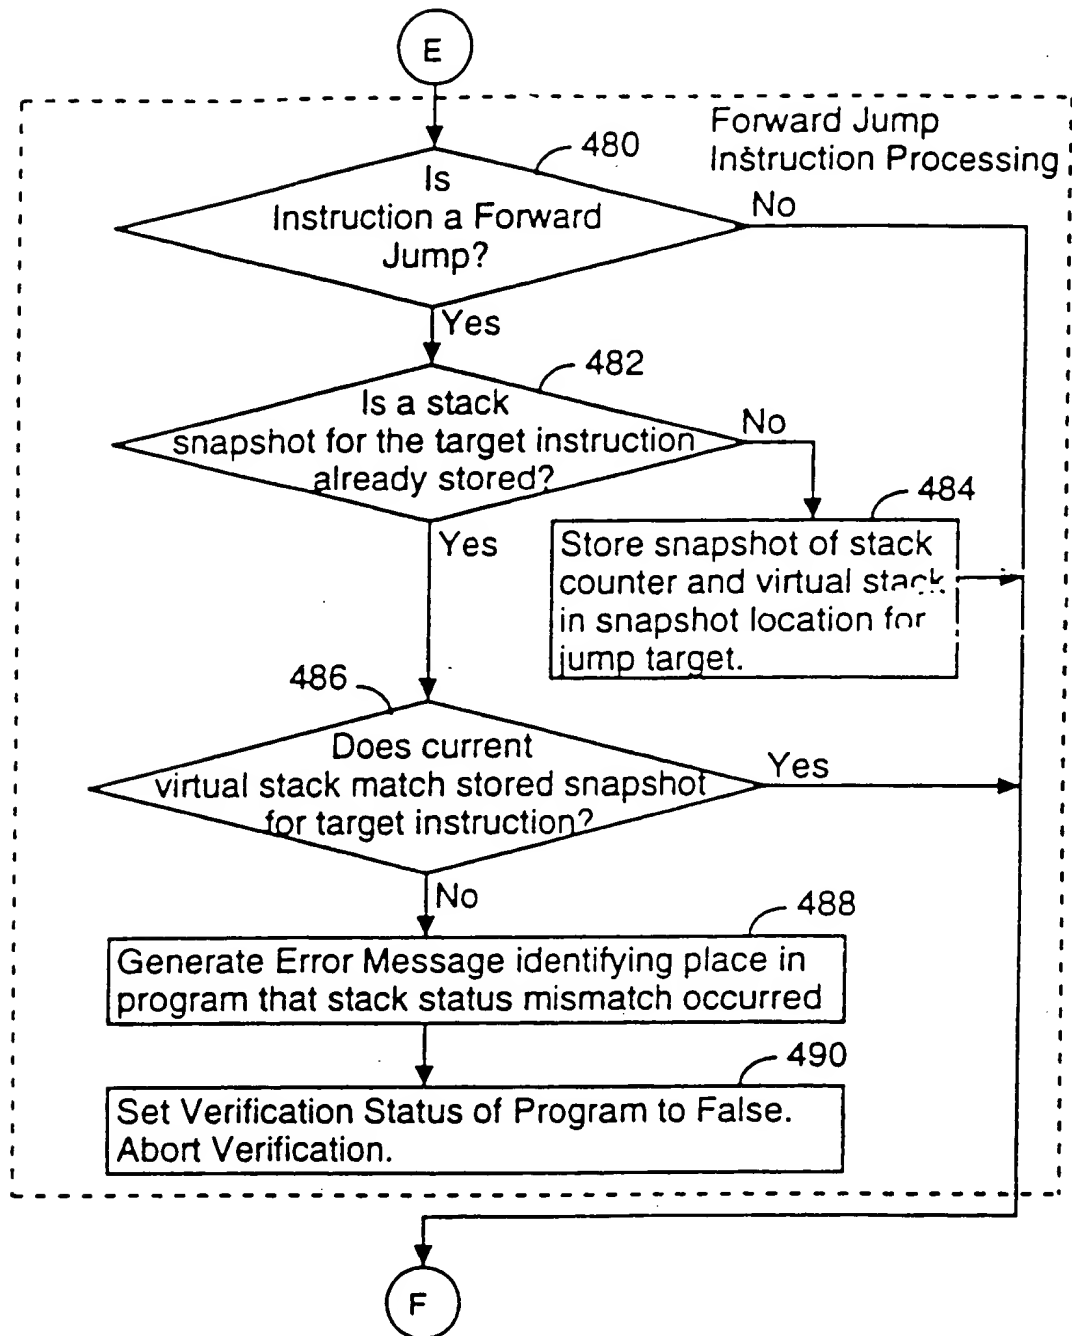 E
Forward Jump
Instruction Processing
480
Is
Instruction a Forward
Jump?
No
Yes
482
Is a stack
snapshot for the target instruction
already stored?
No
Yes
484
Store snapshot of stack
counter and virtual stack
in snapshot location for
jump target.
486
Does current
virtual stack match stored snapshot
for target instruction?
Yes
No
488
Generate Error Message identifying place in
program that stack status mismatch occurred
490
Set Verification Status of Program to False.
Abort Verification.
F